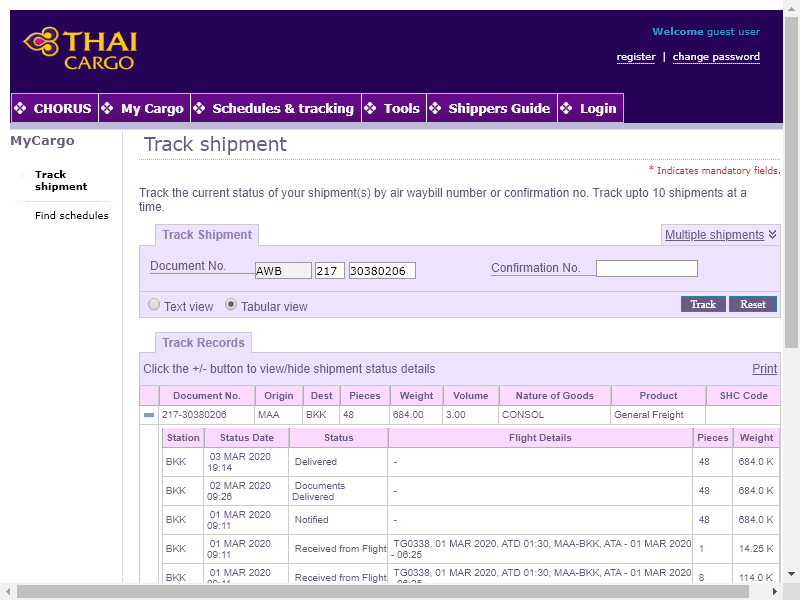 THAI
CARGO
Welcome guest user
register | change password
CHORUS My Cargo Schedules & tracking Tools Shippers Guide Login
MyCargo
Track
shipment
Find schedules
Track shipment
* Indicates mandatory fields.
Track the current status of your shipment(s) by air waybill number or confirmation no. Track upto 10 shipments at a
time.
Track Shipment
Multiple shipments
Document No. AWB 217 30380206 Confirmation No.
Text view Tabular view Track Reset
Track Records
Click the +/- button to view/hide shipment status details Print
Document No. Origin Dest Pieces Weight Volume Nature of Goods Product SHC Code
217-30380206 MAA BKK 48 684.00 3.00 CONSOL General Freight
Station Status Date Status Flight Details Pieces Weight
BKK 03 MAR 2020 19:14 Delivered - 48 684.0 K
BKK 02 MAR 2020 09:26 Documents Delivered - 48 684.0 K
BKK 01 MAR 2020 09:11 Notified - 48 684.0 K
BKK 01 MAR 2020 09:11 Received from Flight TG0338, 01 MAR 2020, ATD 01:30, MAA-BKK, ATA - 01 MAR 2020 - 06:25 1 14.25 K
BKK 01 MAR 2020 09:11 Received from Flight TG0338, 01 MAR 2020, ATD 01:30, MAA-BKK, ATA - 01 MAR 2020 - 06:25 8 114.0 K